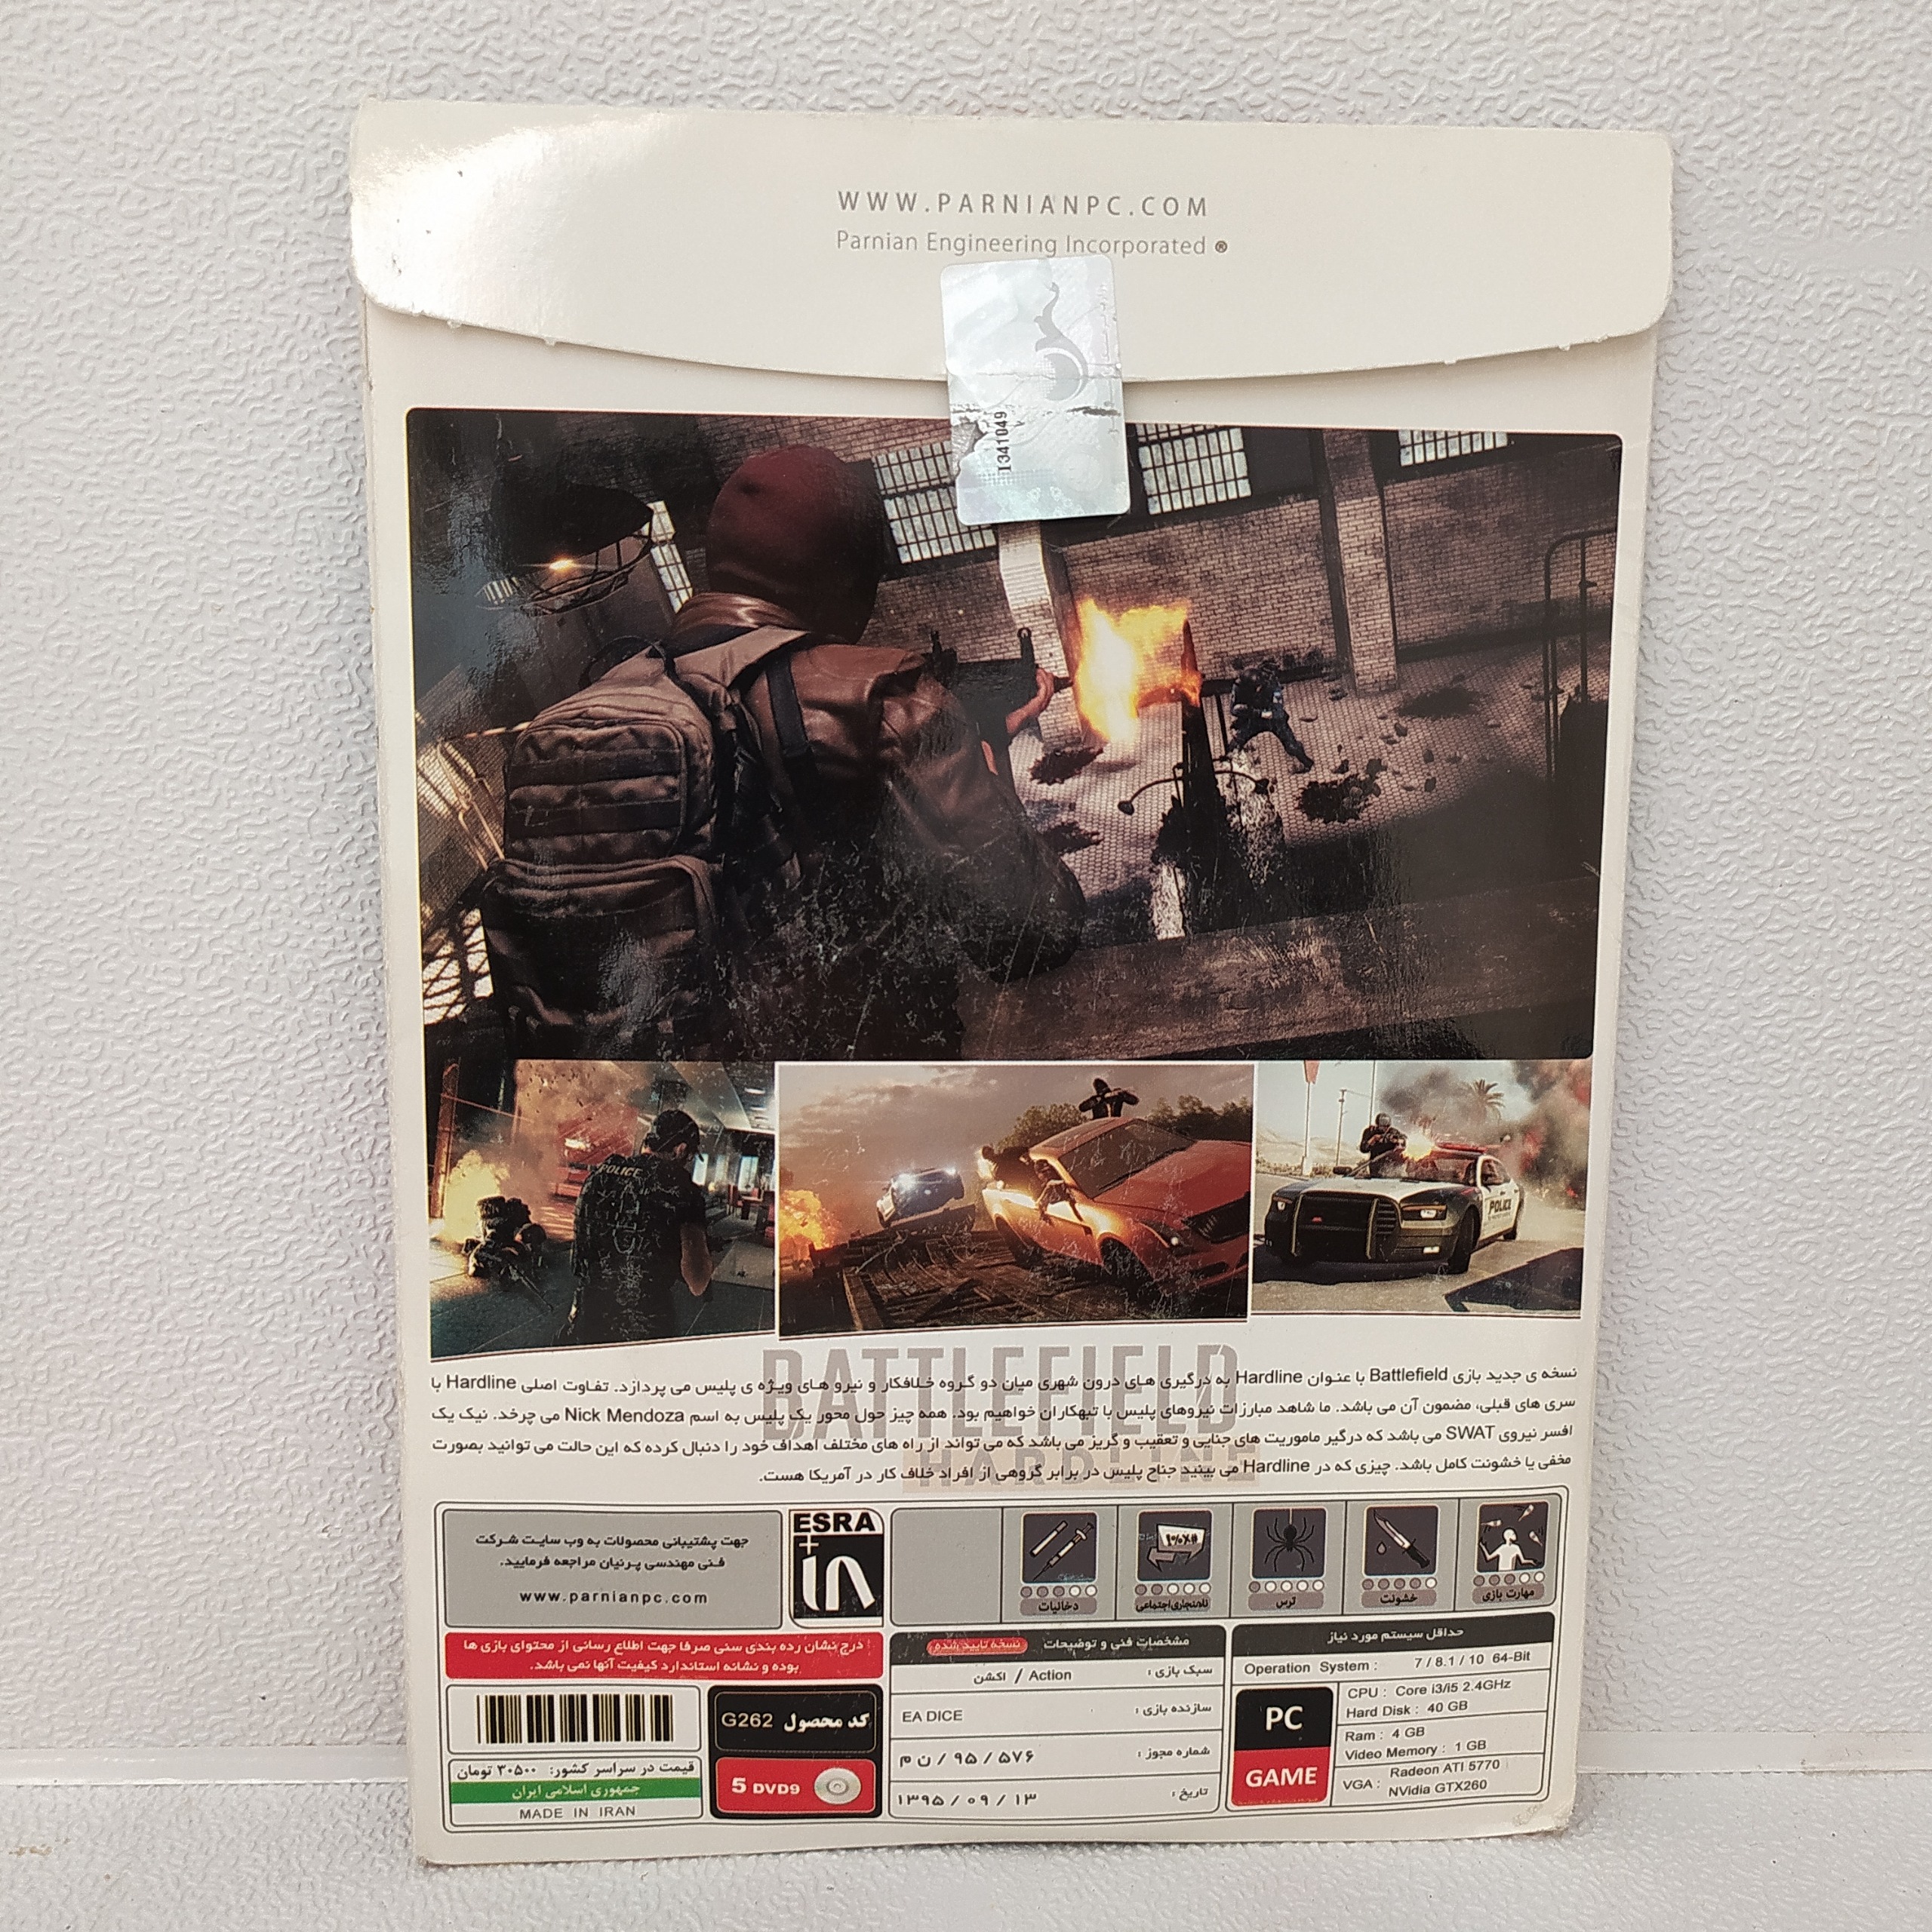 WWW.PARNIANPC.COM
Parnian Engineering Incorporated ®
1341049
POLICE
POLICE
BATTLEFIELD
HARDLINE
نسخه ی جدید بازی Battlefield با عنوان Hardline به درگیری های درون شهری میان دو گروه خلافکار و نیرو های ویژه ی پلیس می پردازد. تفاوت اصلی Hardline با
سری های قبلی، مضمون آن می باشد. ما شاهد مبارزات نیروهای پلیس با تبهکاران خواهیم بود. همه چیز حول محور یک پلیس به اسم Nick Mendoza می چرخد. نیک یک
افسر نیروی SWAT می باشد که درگیر ماموریت های جنایی و تعقیب و گریز می باشد که می تواند از راه های مختلف اهداف خود را دنبال کرده که این حالت می توانید بصورت
مخفی یا خشونت کامل باشد. چیزی که در Hardline می بینید جناح پلیس در برابر گروهی از افراد خلاف کار در آمریکا هست.
مهارت بازی
خشونت
ترس
ناهنجاری اجتماعی
دخانیات
ESRA
+۱۸
جهت پشتیبانی محصولات به وب سایت شرکت
فنی مهندسی پرنیان مراجعه فرمایید.
www.parnianpc.com
درج نشان رده بندی سنی صرفا جهت اطلاع رسانی از محتوای بازی ها
بوده و نشانه استاندارد کیفیت آنها نمی باشد.
حداقل سیستم مورد نیاز
Operation System : 7 / 8.1 / 10 64-Bit
PC
GAME
CPU : Core i3/i5 2.4GHz
Hard Disk : 40 GB
Ram : 4 GB
Video Memory : 1 GB
VGA : Radeon ATI 5770
NVidia GTX260
مشخصات فنی و توضیحات نسخه تایید شده
سبک بازی : Action / اکشن
سازنده بازی : EA DICE
شماره مجوز : ۵۷۶ / ۹۵ / ن م
تاریخ : ۱۳۹۵ / ۰۹ / ۱۳
کد محصول G262
5 DVD9
قیمت در سراسر کشور: ۳۰۵۰۰ تومان
جمهوری اسلامی ایران
MADE IN IRAN